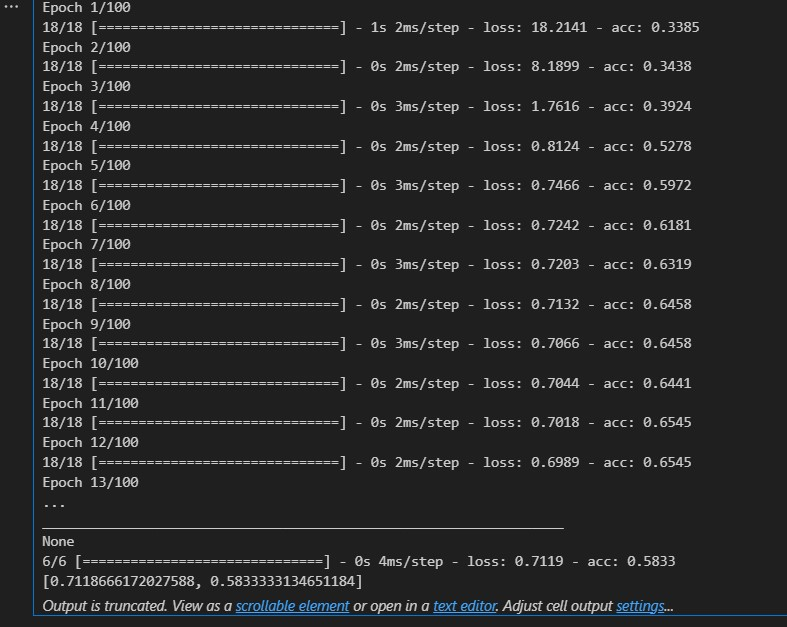 ...
Epoch 1/100
18/18 [==============================] - 1s 2ms/step - loss: 18.2141 - acc: 0.3385
Epoch 2/100
18/18 [==============================] - 0s 2ms/step - loss: 8.1899 - acc: 0.3438
Epoch 3/100
18/18 [==============================] - 0s 3ms/step - loss: 1.7616 - acc: 0.3924
Epoch 4/100
18/18 [==============================] - 0s 2ms/step - loss: 0.8124 - acc: 0.5278
Epoch 5/100
18/18 [==============================] - 0s 3ms/step - loss: 0.7466 - acc: 0.5972
Epoch 6/100
18/18 [==============================] - 0s 2ms/step - loss: 0.7242 - acc: 0.6181
Epoch 7/100
18/18 [==============================] - 0s 3ms/step - loss: 0.7203 - acc: 0.6319
Epoch 8/100
18/18 [==============================] - 0s 2ms/step - loss: 0.7132 - acc: 0.6458
Epoch 9/100
18/18 [==============================] - 0s 3ms/step - loss: 0.7066 - acc: 0.6458
Epoch 10/100
18/18 [==============================] - 0s 2ms/step - loss: 0.7044 - acc: 0.6441
Epoch 11/100
18/18 [==============================] - 0s 2ms/step - loss: 0.7018 - acc: 0.6545
Epoch 12/100
18/18 [==============================] - 0s 2ms/step - loss: 0.6989 - acc: 0.6545
Epoch 13/100
...
_________________________________________________________________
None
6/6 [==============================] - 0s 4ms/step - loss: 0.7119 - acc: 0.5833
[0.7118666172027588, 0.5833333134651184]
Output is truncated. View as a scrollable element or open in a text editor. Adjust cell output settings...